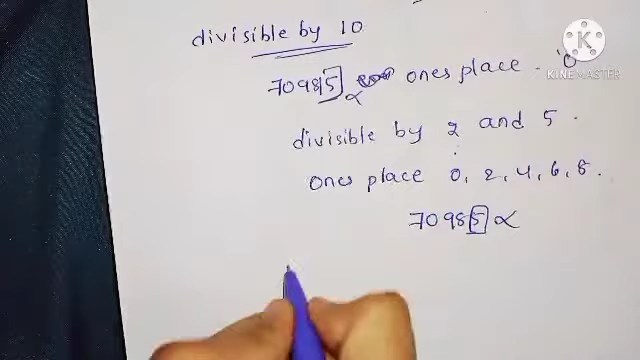 divisible by 10
70985 ∝ ones place - '0'
divisible by 2 and 5.
ones place 0, 2, 4, 6, 8.
70985 ∝
KINEMASTER